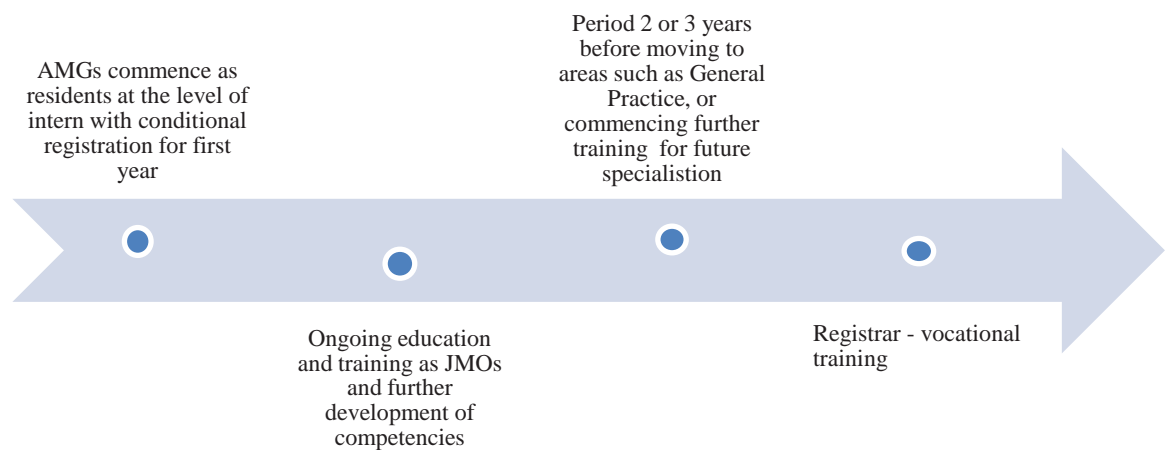 AMGs commence as
residents at the level of
intern with conditional
registration for first
year
Ongoing education
and training as JMOs
and further
development of
competencies
Period 2 or 3 years
before moving to
areas such as General
Practice, or
commencing further
training for future
specialistion
Registrar - vocational
training